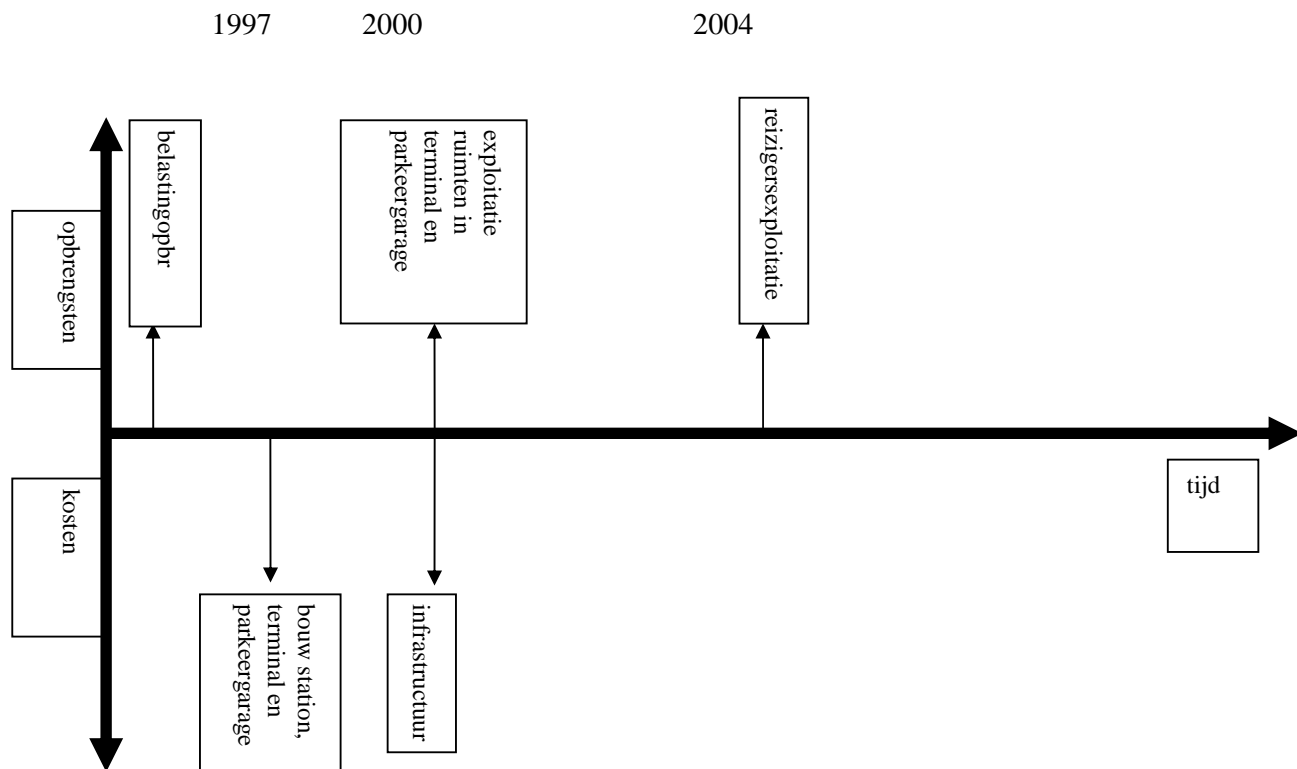 1997 2000 2004
belastingopbr
exploitatie
ruimten in
terminal en
parkeergarage
reizigersexploitatie
opbrengsten
kosten
tijd
bouw station,
terminal en
parkeergarage
infrastructuur